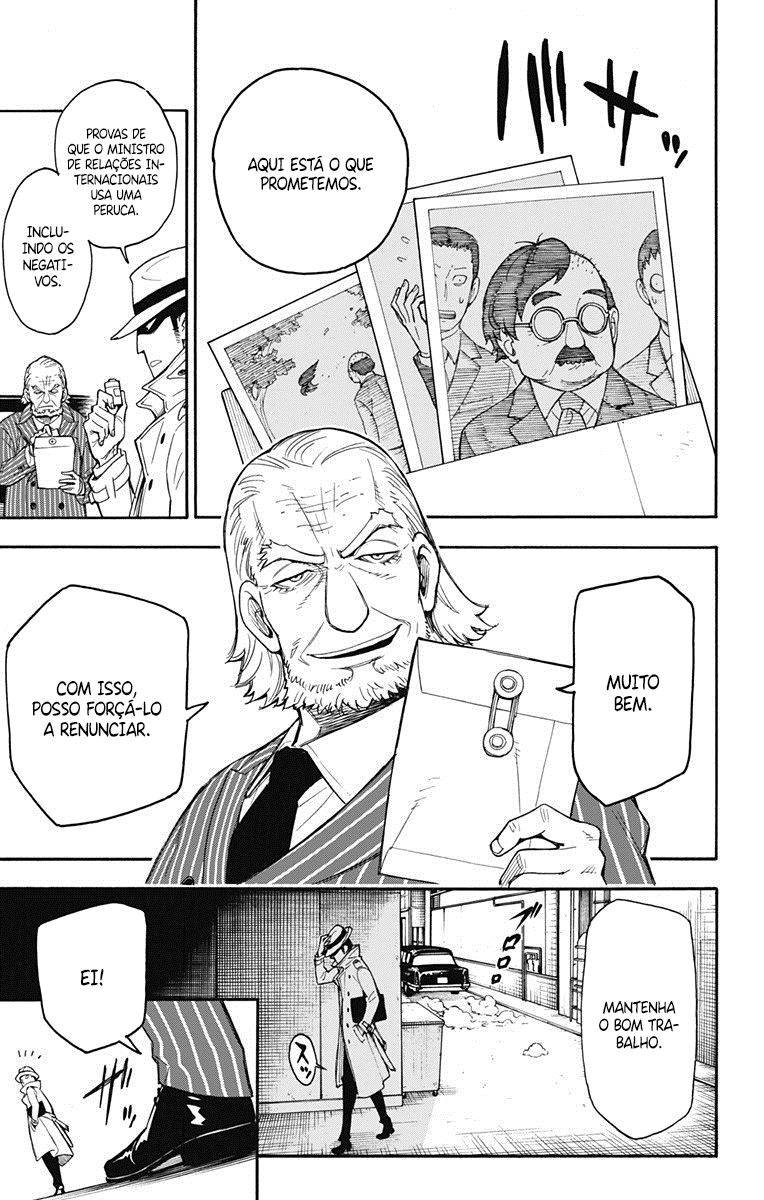 AQUI ESTÁ O QUE
PROMETEMOS.
PROVAS DE
QUE O MINISTRO
DE RELAÇÕES IN-
TERNACIONAIS
USA UMA
PERUCA.
INCLU-
INDO OS
NEGATI-
VOS.
MUITO
BEM.
COM ISSO,
POSSO FORÇÁ-LO
A RENUNCIAR.
MANTENHA
O BOM TRA-
BALHO.
EI!